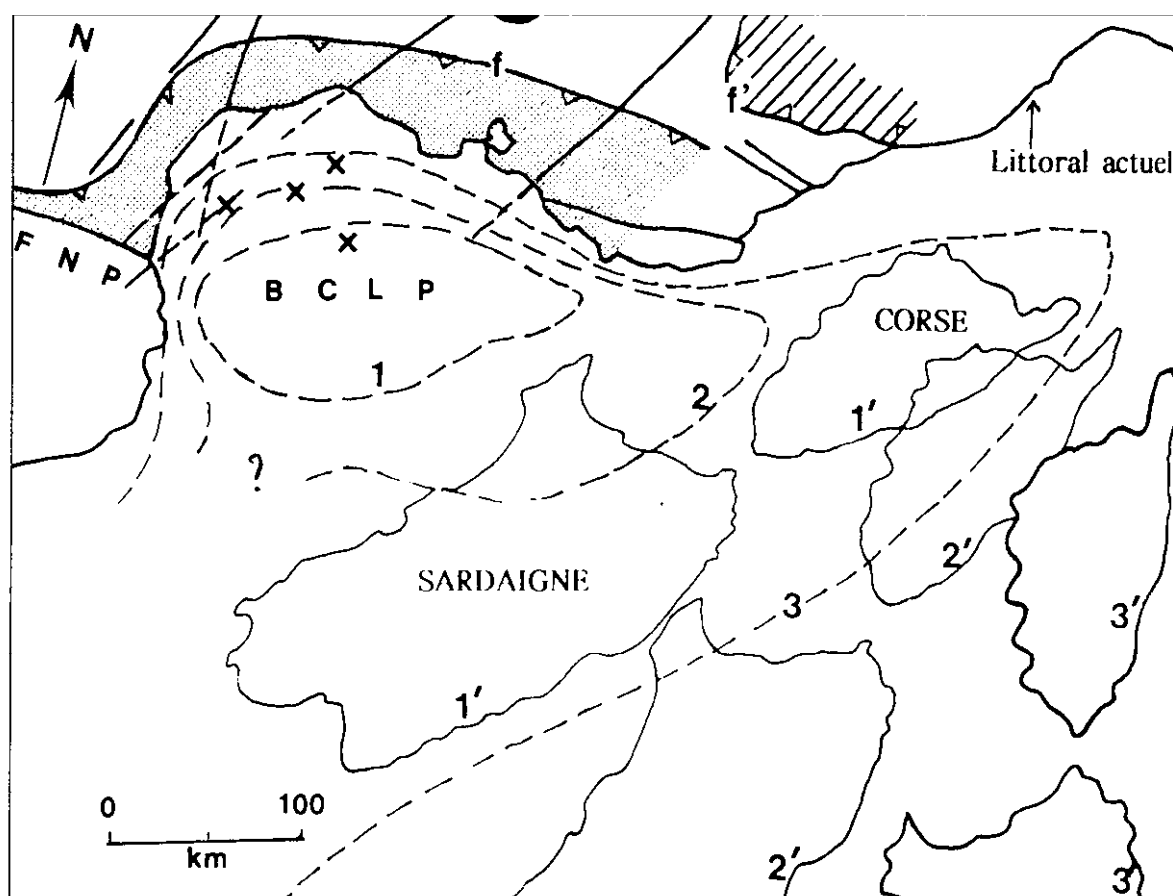 N
f
f'
Littoral actuel
F N P
B C L P
CORSE
1
2
1'
?
SARDAIGNE
2'
3
3'
1'
0 100
km
2'
3'